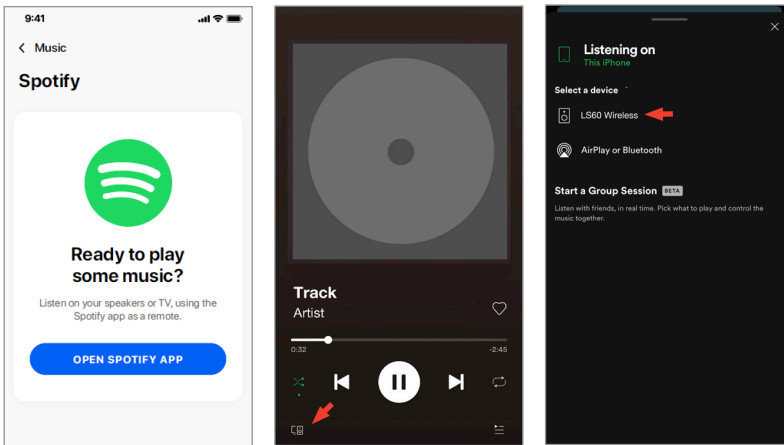 9:41
Music
Spotify
Ready to play
some music?
Listen on your speakers or TV, using the
Spotify app as a remote.
OPEN SPOTIFY APP
Track
Artist
0:32
-2:45
Listening on
This iPhone
Select a device
LS60 Wireless
AirPlay or Bluetooth
Start a Group Session BETA
Listen with friends, in real time. Pick what to play and control the
music together.